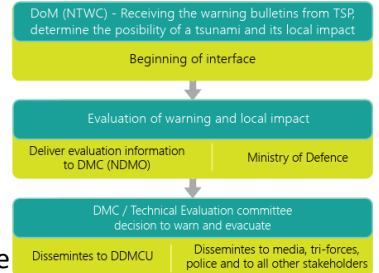 DoM (NTWC) - Receiving the warning bulletins from TSP,
determine the posibility of a tsunami and its local impact
Beginning of interface
Evaluation of warning and local impact
Deliver evaluation information
to DMC (NDMO)
Ministry of Defence
DMC / Technical Evaluation committee
decision to warn and evacuate
e
Dissemintes to DDMCU
Dissemintes to media, tri-forces,
police and to all other stakeholders